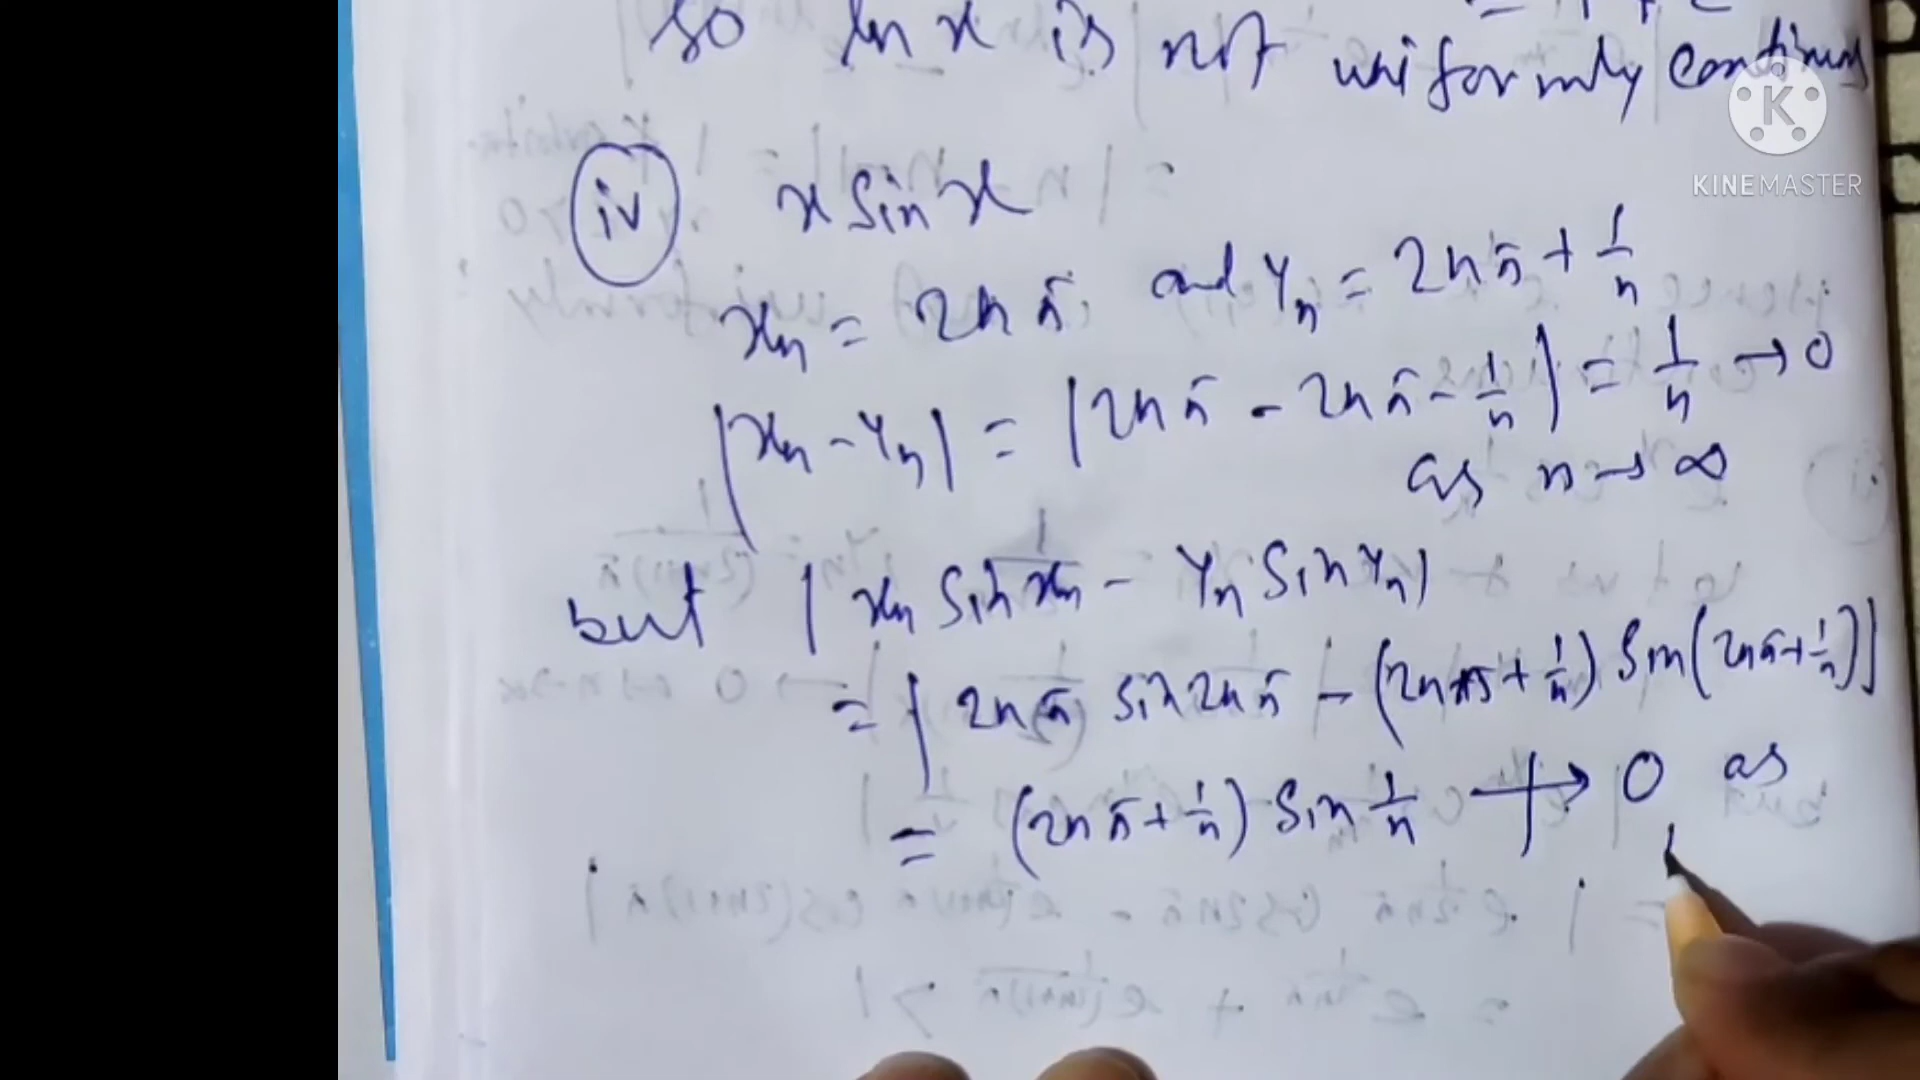 so ln x is not uniformly continuous
KINEMASTER
(iv) x sin x
xₙ = 2nπ, and Yₙ = 2nπ + 1/n
|xₙ - Yₙ| = |2nπ - 2nπ - 1/n| = 1/n → 0
as n → ∞
but |xₙ sin xₙ - Yₙ sin Yₙ|
= |2nπ sin 2nπ - (2nπ + 1/n) sin(2nπ + 1/n)|
= (2nπ + 1/n) sin 1/n ↛ 0 as